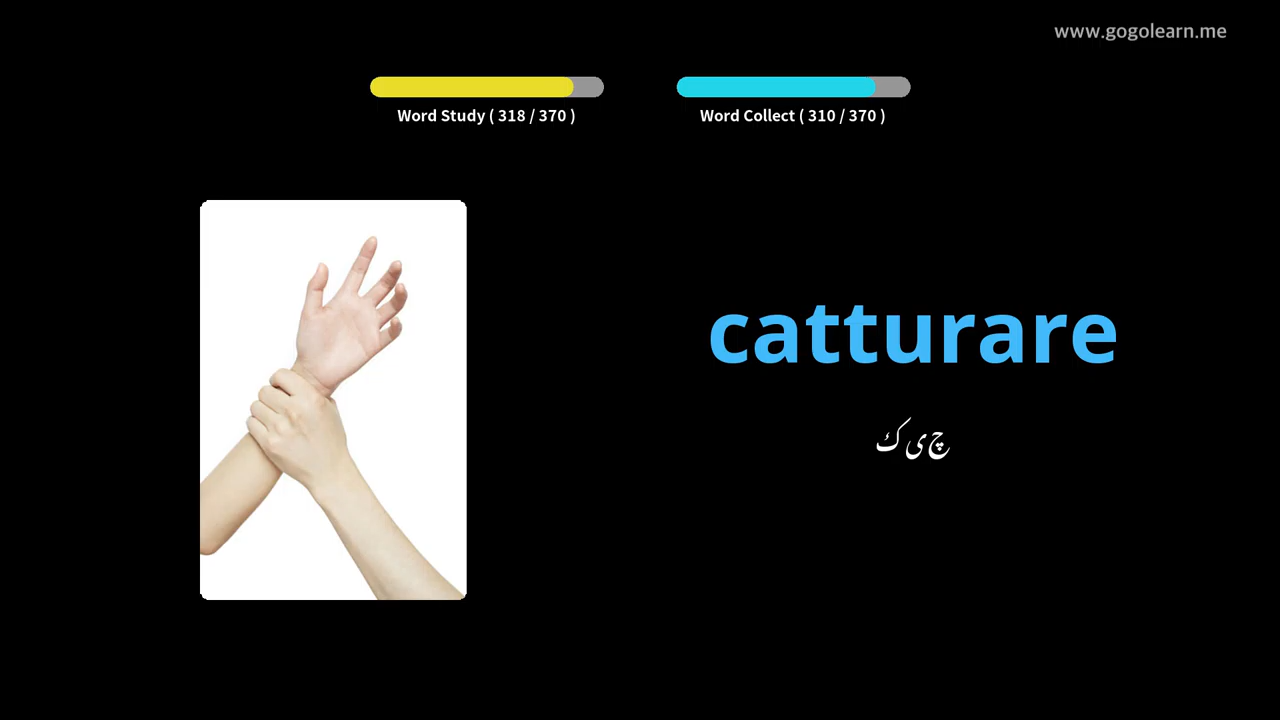 www.gogolearn.me
Word Study ( 318 / 370 )
Word Collect ( 310 / 370 )
catturare
چ ی ک